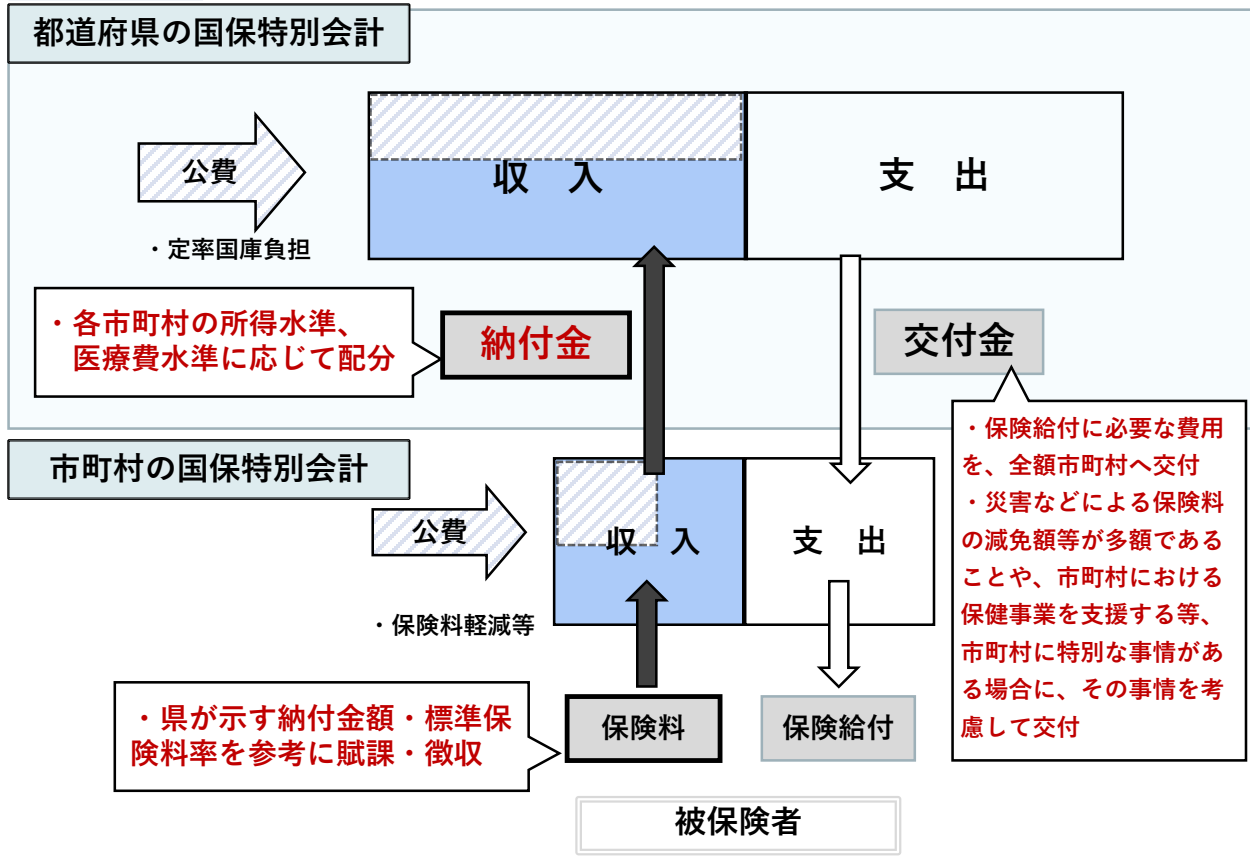 都道府県の国保特別会計
公費
収　入
支　出
・定率国庫負担
・各市町村の所得水準、
医療費水準に応じて配分
納付金
交付金
・保険給付に必要な費用
を、全額市町村へ交付
・災害などによる保険料
の減免額等が多額である
ことや、市町村における
保健事業を支援する等、
市町村に特別な事情があ
る場合に、その事情を考
慮して交付
市町村の国保特別会計
公費
収　入
支　出
・保険料軽減等
・県が示す納付金額・標準保
険料率を参考に賦課・徴収
保険料
保険給付
被保険者